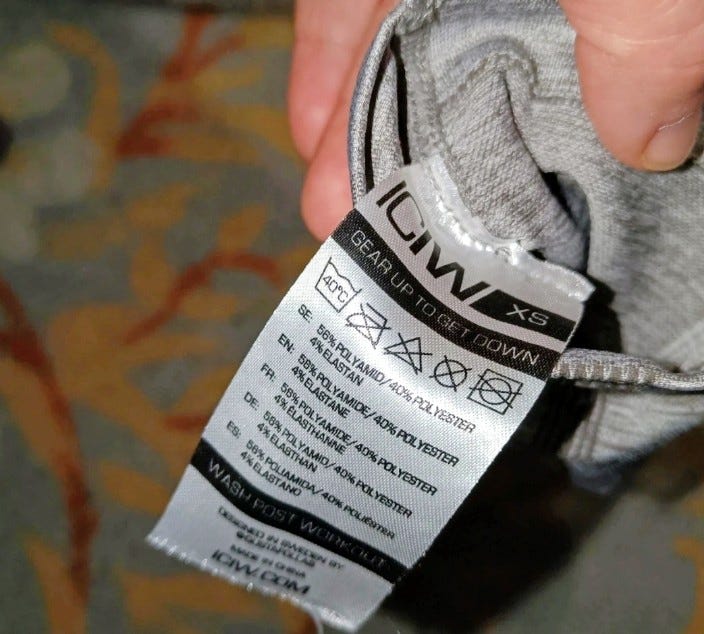 ICIW
XS
GEAR UP TO GET DOWN
40°C
SE: 56% POLYAMID/40% POLYESTER
4% ELASTAN
EN: 56% POLYAMIDE/40% POLYESTER
4% ELASTANE
FR: 56% POLYAMIDE/40% POLYESTER
4% ÉLASTHANNE
DE: 56% POLYAMID/40% POLYESTER
4% ELASTHAN
ES: 56% POLIAMIDA/40% POLIÉSTER
4% ELASTANO
WASH POST WORKOUT
DESIGNED IN SWEDEN BY:
MADE IN CHINA
ICIW.COM